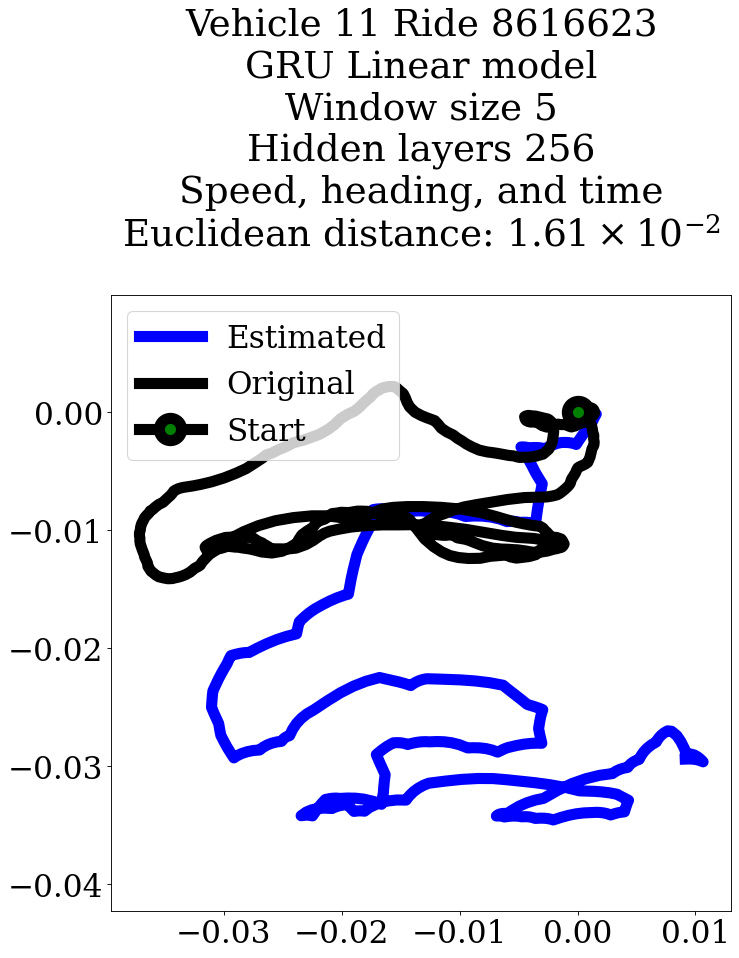 Vehicle 11 Ride 8616623
GRU Linear model
Window size 5
Hidden layers 256
Speed, heading, and time
Euclidean distance: 1.61 × 10⁻²
Estimated
Original
Start
0.00
−0.01
−0.02
−0.03
−0.04
−0.03 −0.02 −0.01 0.00 0.01